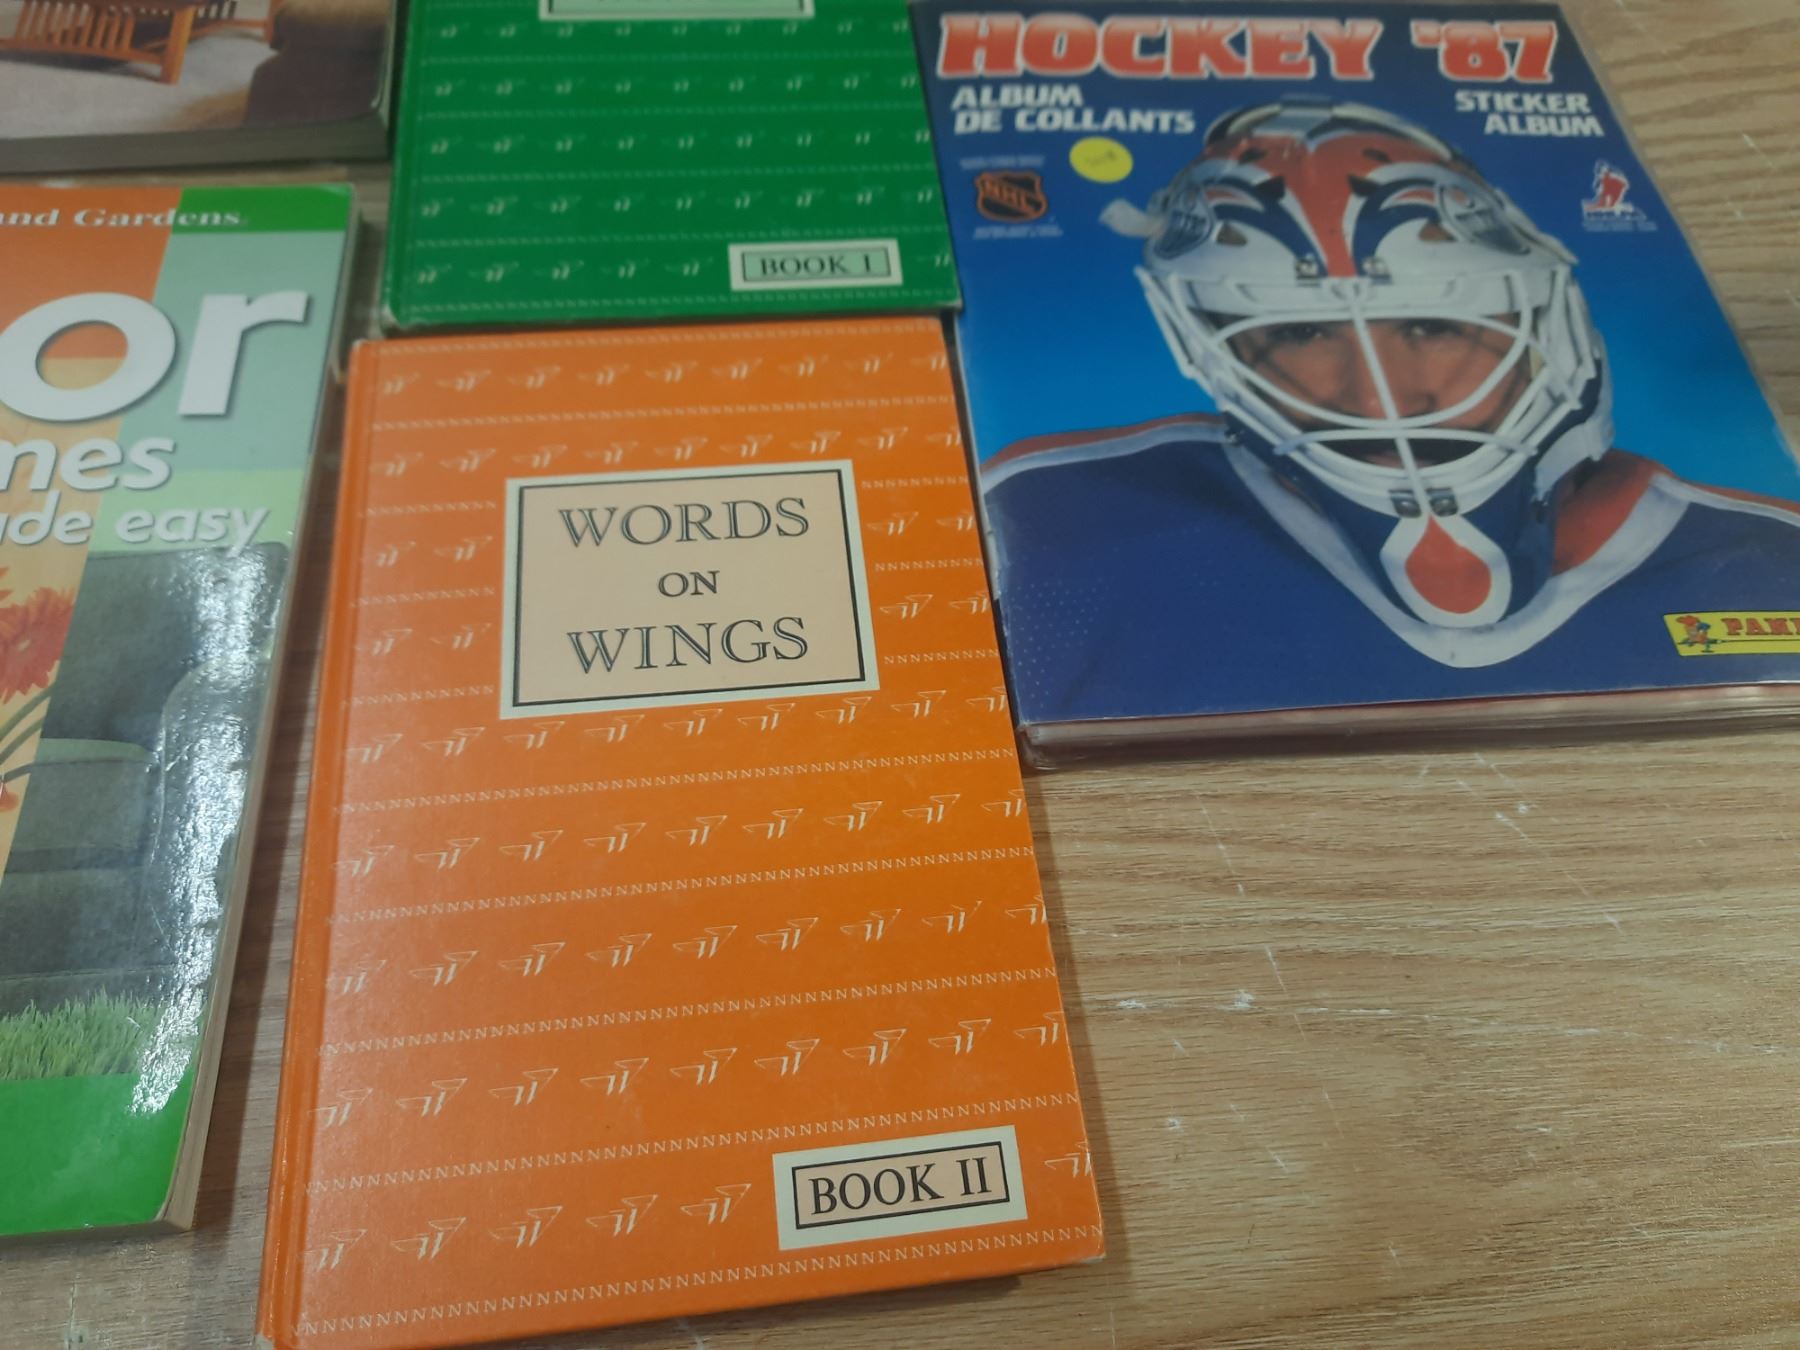 and Gardens
or
mes
ade easy
BOOK I
WORDS
ON
WINGS
BOOK II
HOCKEY '87
ALBUM
DE COLLANTS
STICKER
ALBUM
NHL
PANI